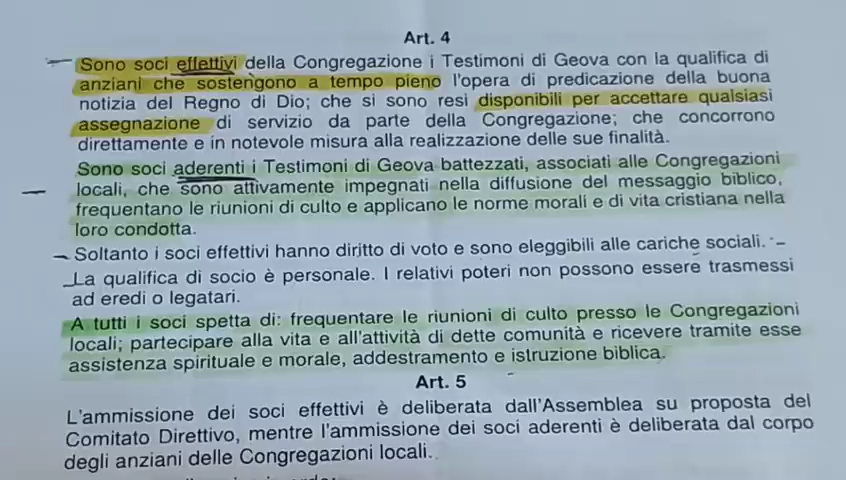 Art. 4
Sono soci effettivi della Congregazione i Testimoni di Geova con la qualifica di
anziani che sostengono a tempo pieno l'opera di predicazione della buona
notizia del Regno di Dio; che si sono resi disponibili per accettare qualsiasi
assegnazione di servizio da parte della Congregazione; che concorrono
direttamente e in notevole misura alla realizzazione delle sue finalità.
Sono soci aderenti i Testimoni di Geova battezzati, associati alle Congregazioni
locali, che sono attivamente impegnati nella diffusione del messaggio biblico,
frequentano le riunioni di culto e applicano le norme morali e di vita cristiana nella
loro condotta.
Soltanto i soci effettivi hanno diritto di voto e sono eleggibili alle cariche sociali.
La qualifica di socio è personale. I relativi poteri non possono essere trasmessi
ad eredi o legatari.
A tutti i soci spetta di: frequentare le riunioni di culto presso le Congregazioni
locali; partecipare alla vita e all'attività di dette comunità e ricevere tramite esse
assistenza spirituale e morale, addestramento e istruzione biblica.
Art. 5
L'ammissione dei soci effettivi è deliberata dall'Assemblea su proposta del
Comitato Direttivo, mentre l'ammissione dei soci aderenti è deliberata dal corpo
degli anziani delle Congregazioni locali.